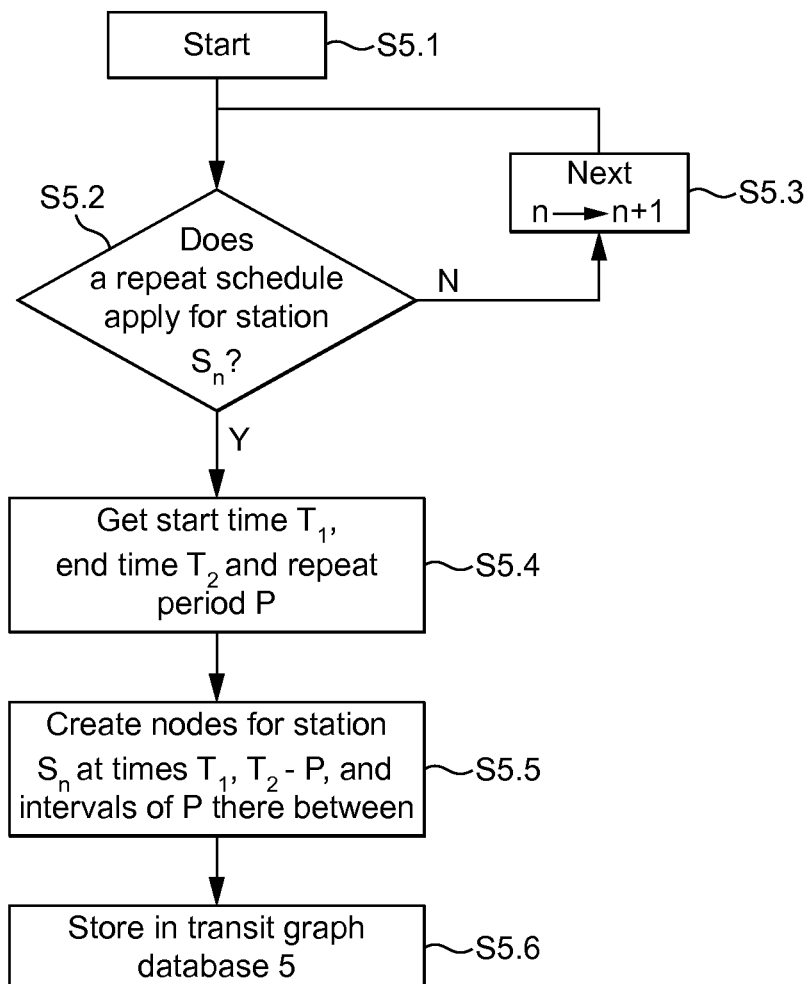 Start
S5.1
Next
n → n+1
S5.3
S5.2
Does
a repeat schedule
apply for station
Sₙ?
N
Y
Get start time T₁,
end time T₂ and repeat
period P
S5.4
Create nodes for station
Sₙ at times T₁, T₂ - P, and
intervals of P there between
S5.5
Store in transit graph
database 5
S5.6